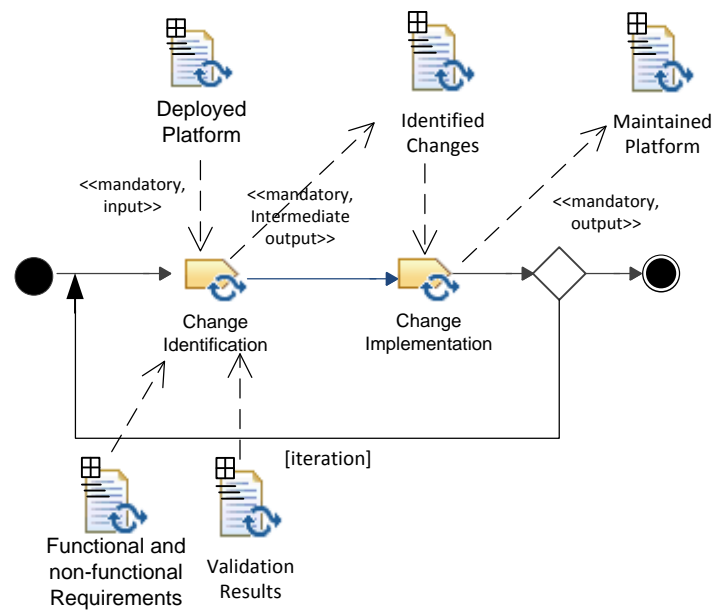 Deployed
Platform
Identified
Changes
Maintained
Platform
<<mandatory,
input>>
<<mandatory,
Intermediate
output>>
<<mandatory,
output>>
Change
Identification
Change
Implementation
[iteration]
Functional and
non-functional
Requirements
Validation
Results